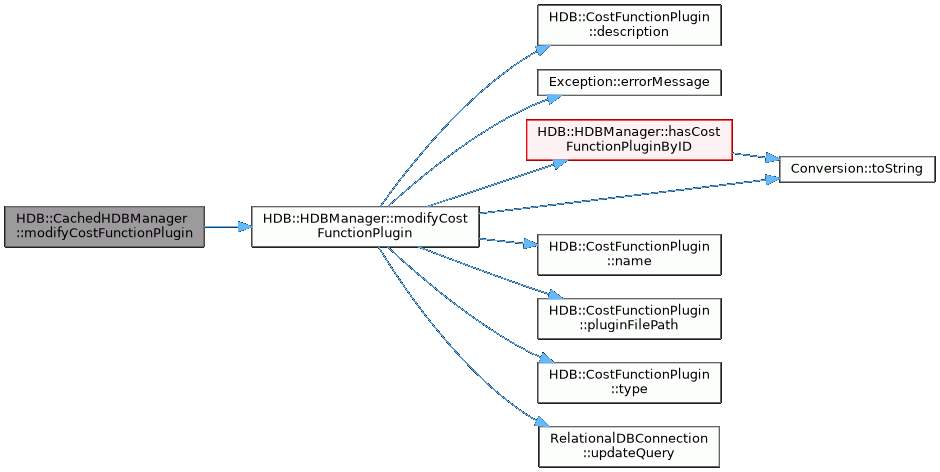 HDB::CachedHDBManager
::modifyCostFunctionPlugin
HDB::HDBManager::modifyCost
FunctionPlugin
HDB::CostFunctionPlugin
::description
Exception::errorMessage
HDB::HDBManager::hasCost
FunctionPluginByID
Conversion::toString
HDB::CostFunctionPlugin
::name
HDB::CostFunctionPlugin
::pluginFilePath
HDB::CostFunctionPlugin
::type
RelationalDBConnection
::updateQuery